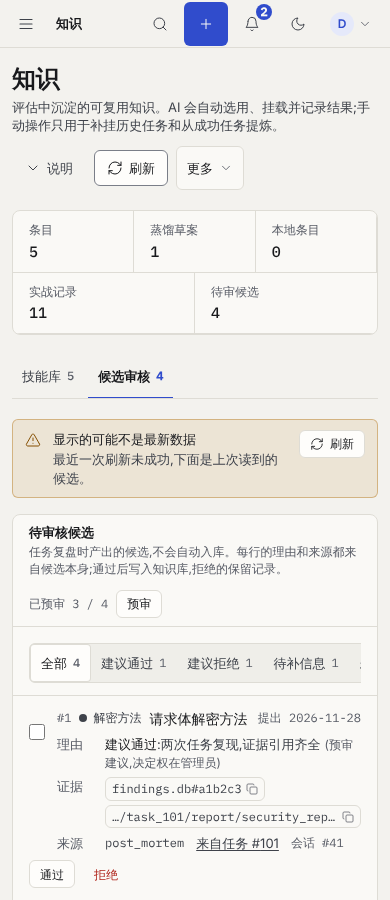 知识
2
D
知识
评估中沉淀的可复用知识。AI 会自动选用、挂载并记录结果;手
动操作只用于补挂历史任务和从成功任务提炼。
说明
刷新
更多
条目
5
蒸馏草案
1
本地条目
0
实战记录
11
待审候选
4
技能库 5
候选审核 4
显示的可能不是最新数据
最近一次刷新未成功,下面是上次读到的
候选。
刷新
待审核候选
任务复盘时产出的候选,不会自动入库。每行的理由和来源都来
自候选本身;通过后写入知识库,拒绝的保留记录。
已预审 3 / 4
预审
全部 4
建议通过 1
建议拒绝 1
待补信息 1
#1 ● 解密方法 请求体解密方法 提出 2026-11-28
理由 建议通过:两次任务复现,证据引用齐全 (预审
建议,决定权在管理员)
证据 findings.db#a1b2c3
…/task_101/report/security_rep…
来源 post_mortem 来自任务 #101 会话 #41
通过
拒绝